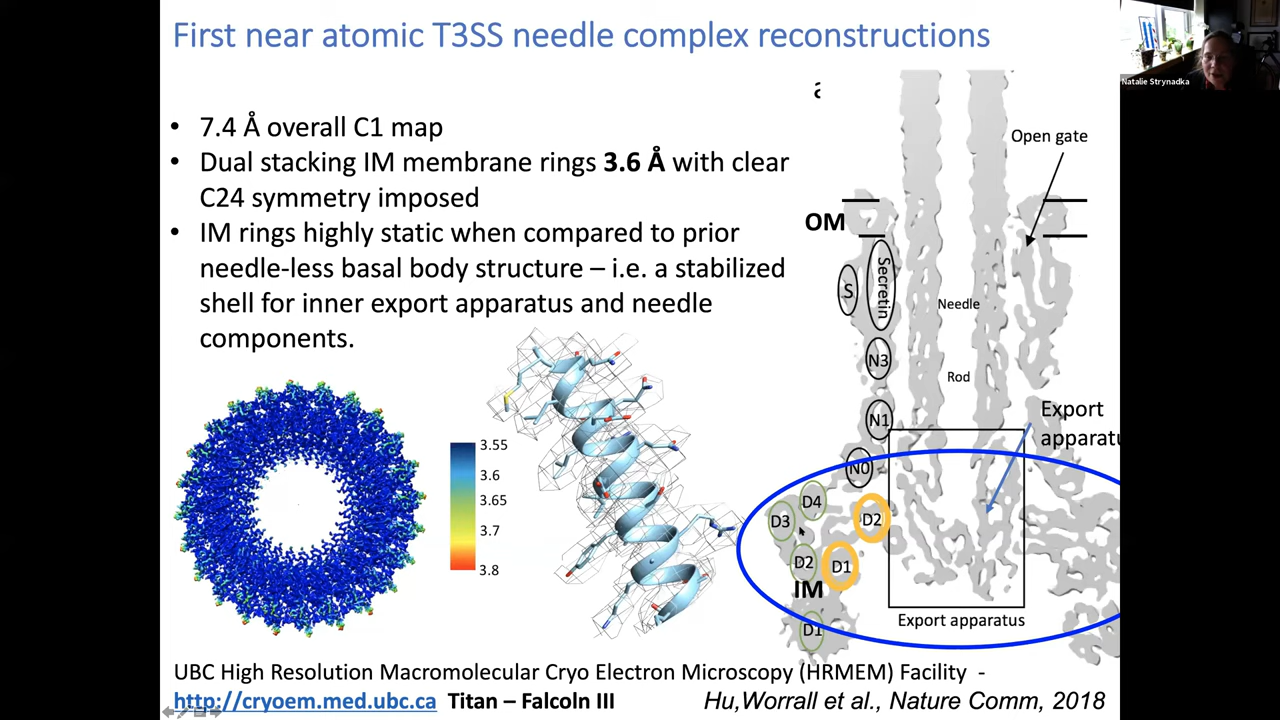 First near atomic T3SS needle complex reconstructions
Natalie Strynadka
• 7.4 Å overall C1 map
• Dual stacking IM membrane rings 3.6 Å with clear
C24 symmetry imposed
• IM rings highly static when compared to prior
needle-less basal body structure – i.e. a stabilized
shell for inner export apparatus and needle
components.
Open gate
OM
S
Secretin
Needle
N3
Rod
N1
Export
apparatu
N0
D4
D3
D2
D2
D1
IM
D1
Export apparatus
3.55
3.6
3.65
3.7
3.8
UBC High Resolution Macromolecular Cryo Electron Microscopy (HRMEM) Facility -
http://cryoem.med.ubc.ca Titan – Falcoln III
Hu,Worrall et al., Nature Comm, 2018